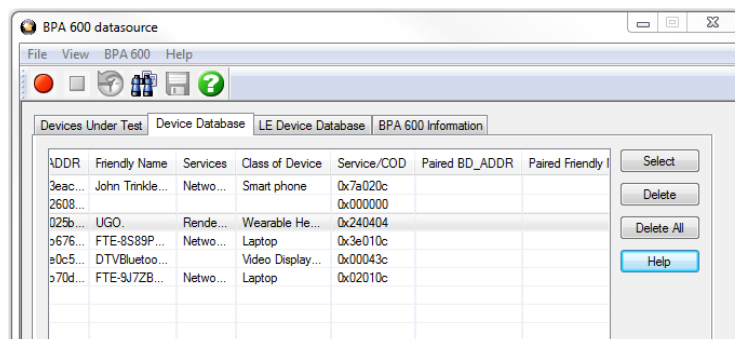 BPA 600 datasource
File View BPA 600 Help
Devices Under Test Device Database LE Device Database BPA 600 Information
\DDR Friendly Name Services Class of Device Service/COD Paired BD_ADDR Paired Friendly Select
3eac... John Trinkle... Netwo... Smart phone 0x7a020c
2608... 0x000000 Delete
025b... UGO. Rende... Wearable He... 0x240404 Delete All
b676... FTE-8S89P... Netwo... Laptop 0x3e010c
e0c5... DTVBluetoo... Video Display... 0x00043c Help
b70d... FTE-9J7ZB... Netwo... Laptop 0x02010c